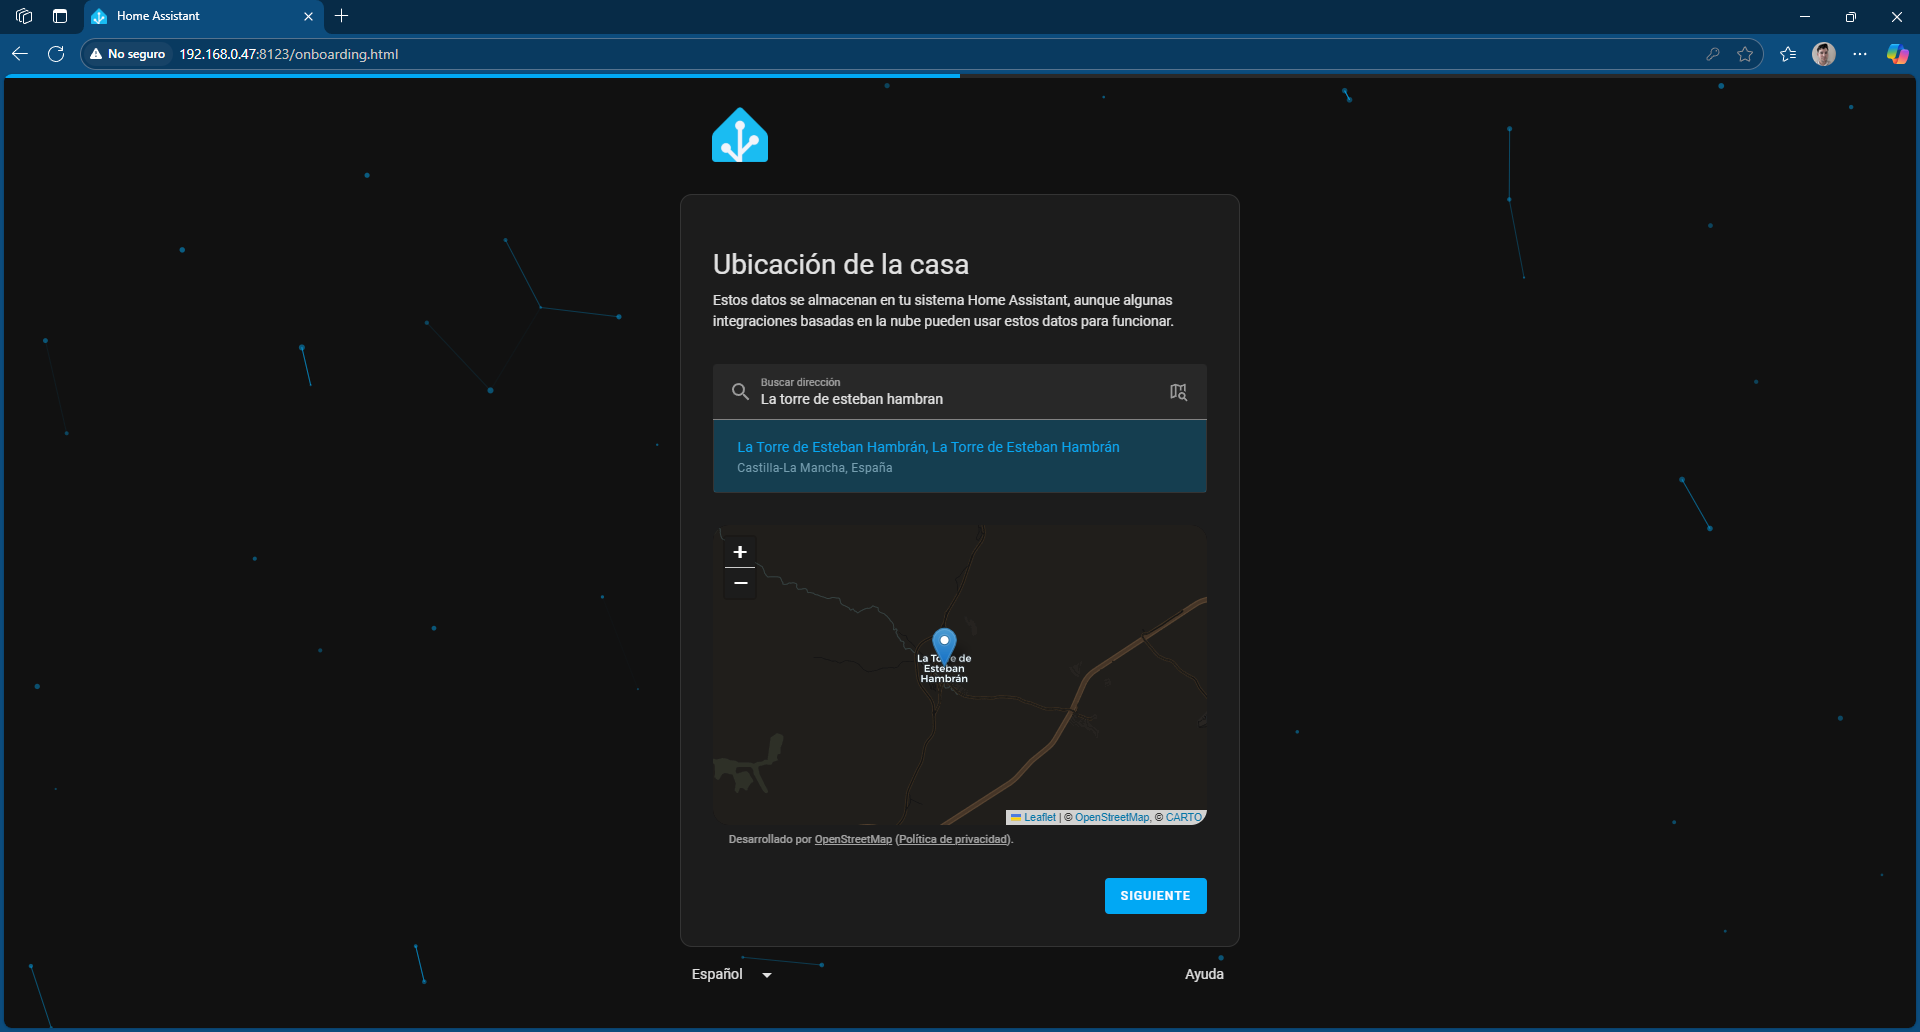 Home Assistant
No seguro
192.168.0.47:8123/onboarding.html
Ubicación de la casa
Estos datos se almacenan en tu sistema Home Assistant, aunque algunas
integraciones basadas en la nube pueden usar estos datos para funcionar.
Buscar dirección
La torre de esteban hambran
La Torre de Esteban Hambrán, La Torre de Esteban Hambrán
Castilla-La Mancha, España
+
−
La Torre de
Esteban
Hambrán
Leaflet | © OpenStreetMap, © CARTO
Desarrollado por OpenStreetMap (Política de privacidad).
SIGUIENTE
Español
Ayuda